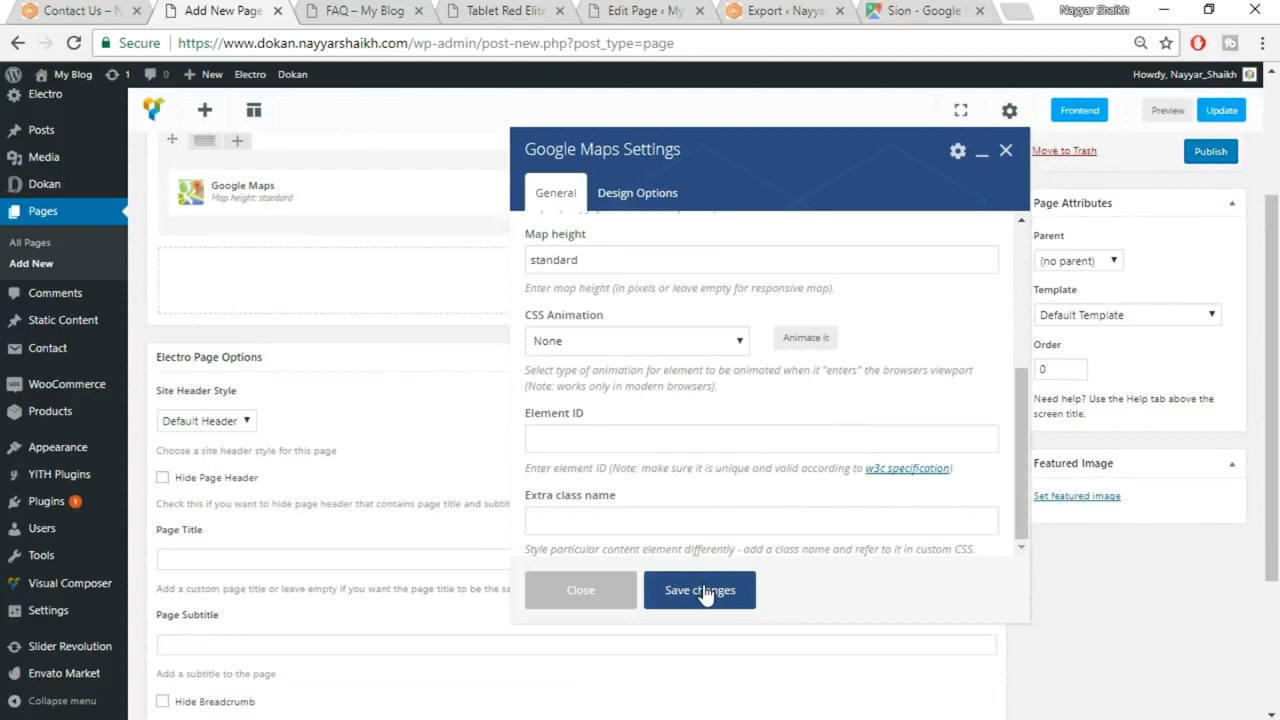 Contact Us – N
Add New Page
FAQ – My Blog
Tablet Red Elite
Edit Page ‹ My
Export ‹ Nayya
Sion - Google
Nayyar Shaikh
Secure
https://www.dokan.nayyarshaikh.com/wp-admin/post-new.php?post_type=page
My Blog
1
0
New
Electro
Dokan
Howdy, Nayyar_Shaikh
Electro
Posts
Media
Dokan
Pages
All Pages
Add New
Comments
Static Content
Contact
WooCommerce
Products
Appearance
YITH Plugins
Plugins 1
Users
Tools
Visual Composer
Settings
Slider Revolution
Envato Market
Collapse menu
Frontend
Preview
Update
Google Maps
Map height: standard
Electro Page Options
Site Header Style
Default Header
Choose a site header style for this page
Hide Page Header
Check this if you want to hide page header that contains page title and subtit
Page Title
Add a custom page title or leave empty if you want the page title to be the sa
Page Subtitle
Add a subtitle to the page
Hide Breadcrumb
Google Maps Settings
General
Design Options
Map height
standard
Enter map height (in pixels or leave empty for responsive map).
CSS Animation
None
Animate it
Select type of animation for element to be animated when it "enters" the browsers viewport
(Note: works only in modern browsers).
Element ID
Enter element ID (Note: make sure it is unique and valid according to w3c specification).
Extra class name
Style particular content element differently - add a class name and refer to it in custom CSS.
Close
Save changes
Move to Trash
Publish
Page Attributes
Parent
(no parent)
Template
Default Template
Order
0
Need help? Use the Help tab above the
screen title.
Featured Image
Set featured image